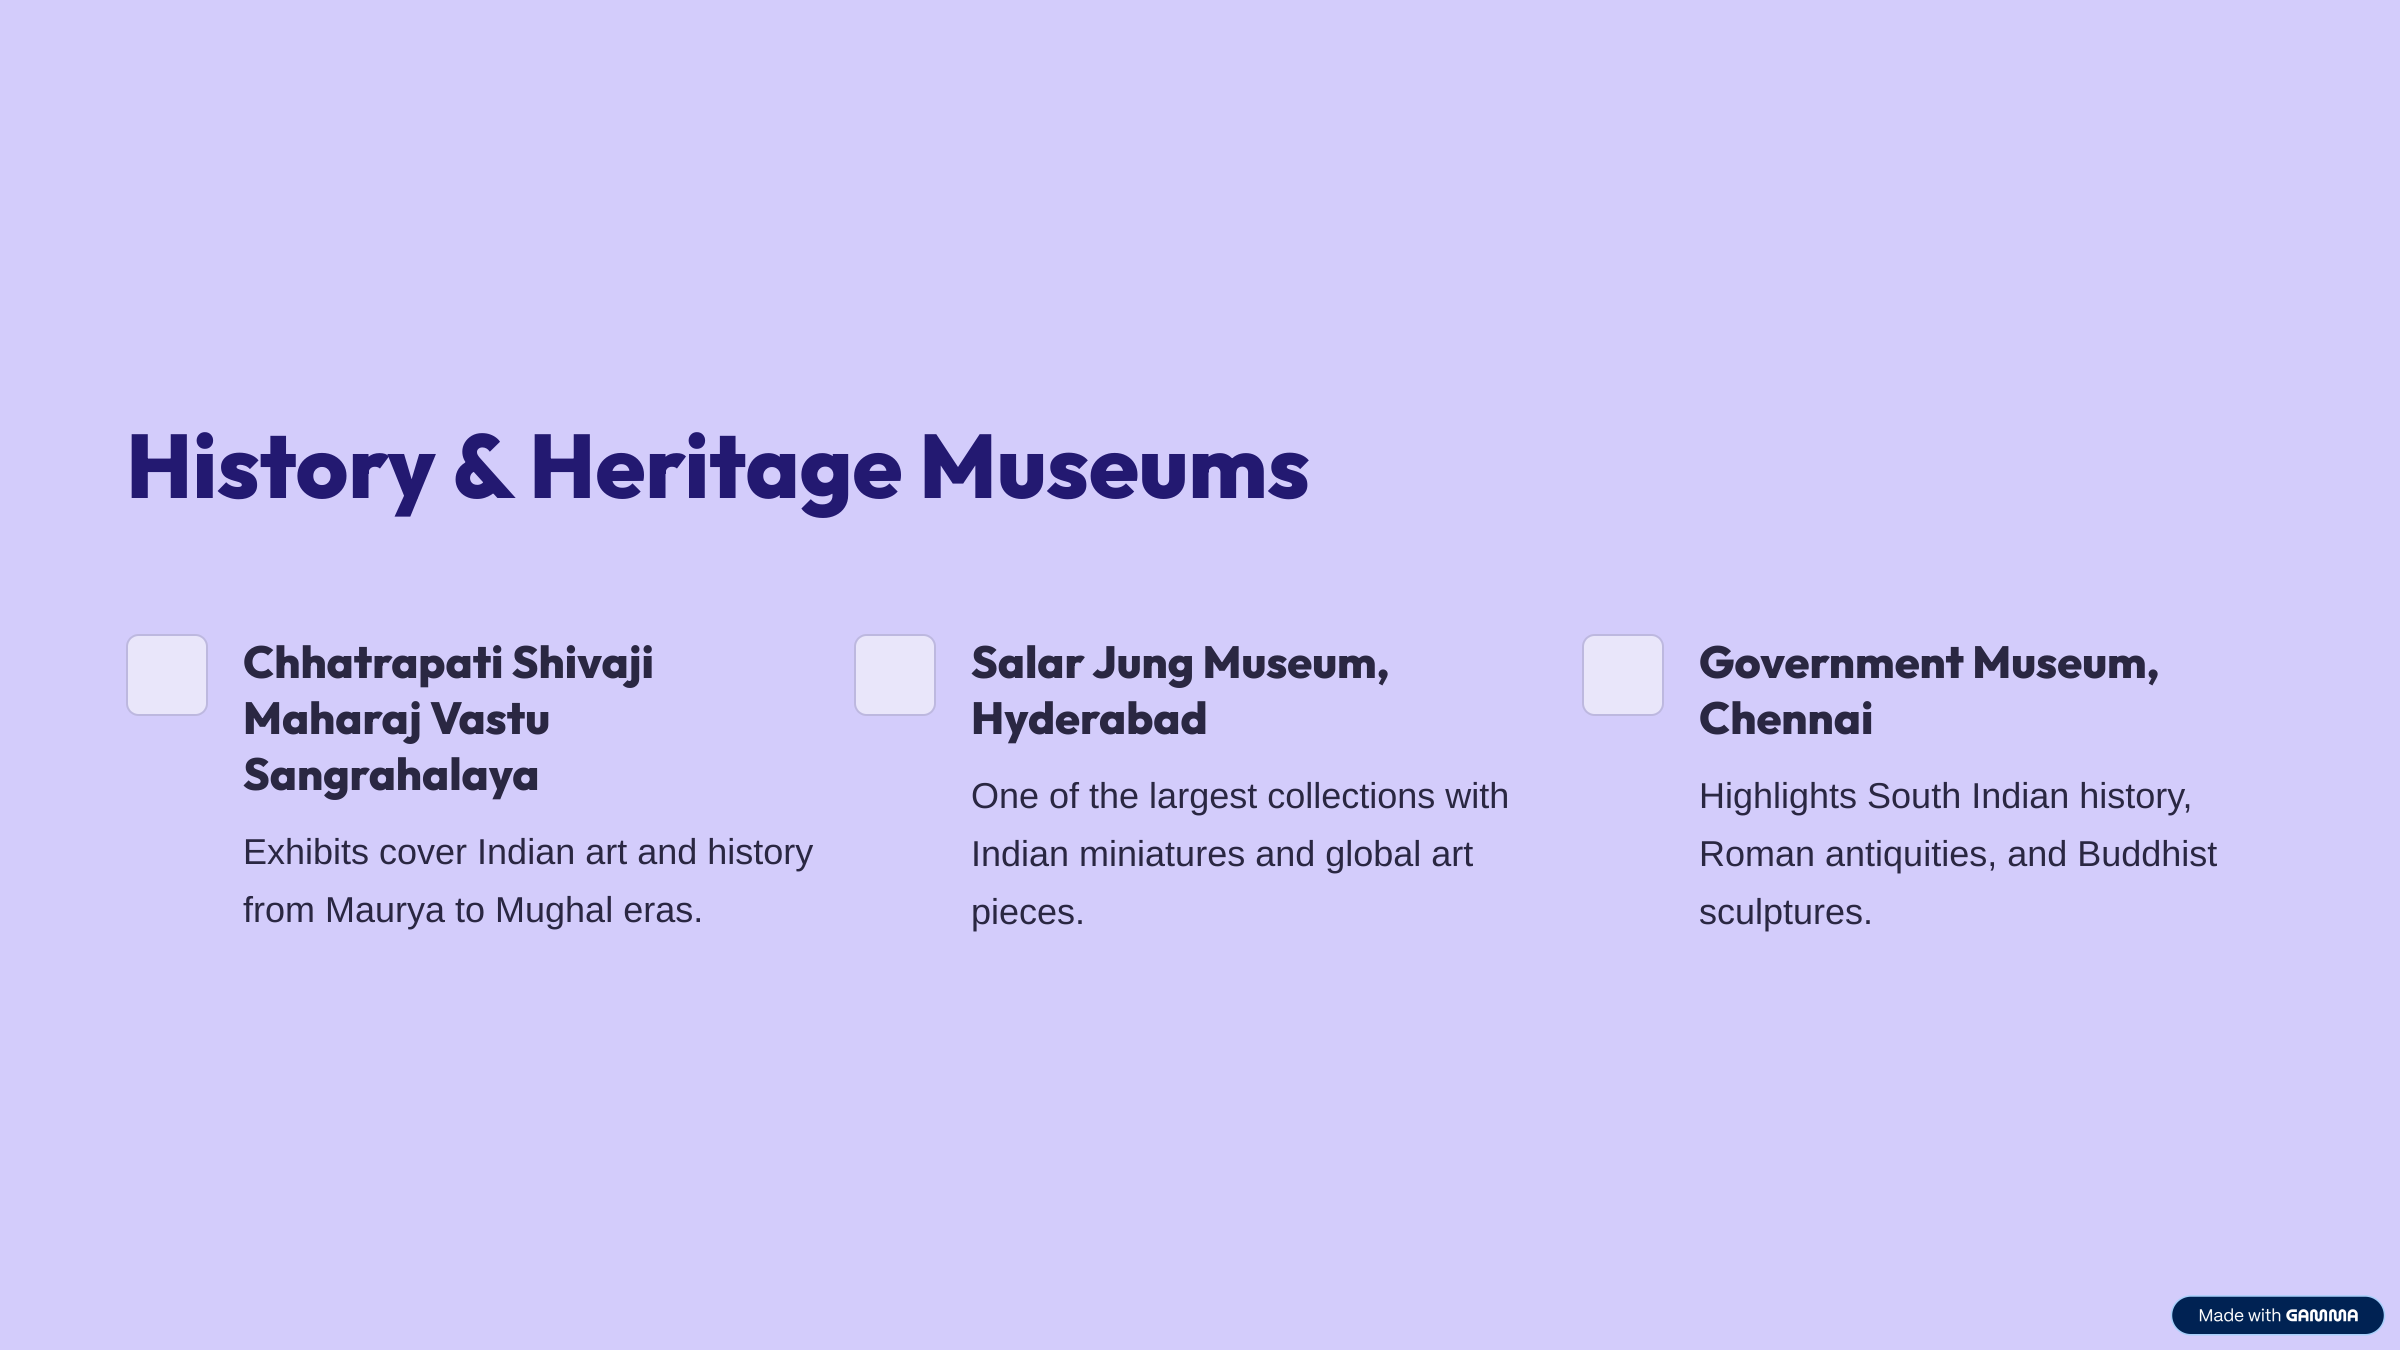 History & Heritage Museums
Chhatrapati Shivaji
Maharaj Vastu
Sangrahalaya
Exhibits cover Indian art and history
from Maurya to Mughal eras.
Salar Jung Museum,
Hyderabad
One of the largest collections with
Indian miniatures and global art
pieces.
Government Museum,
Chennai
Highlights South Indian history,
Roman antiquities, and Buddhist
sculptures.
Made with GAMMA